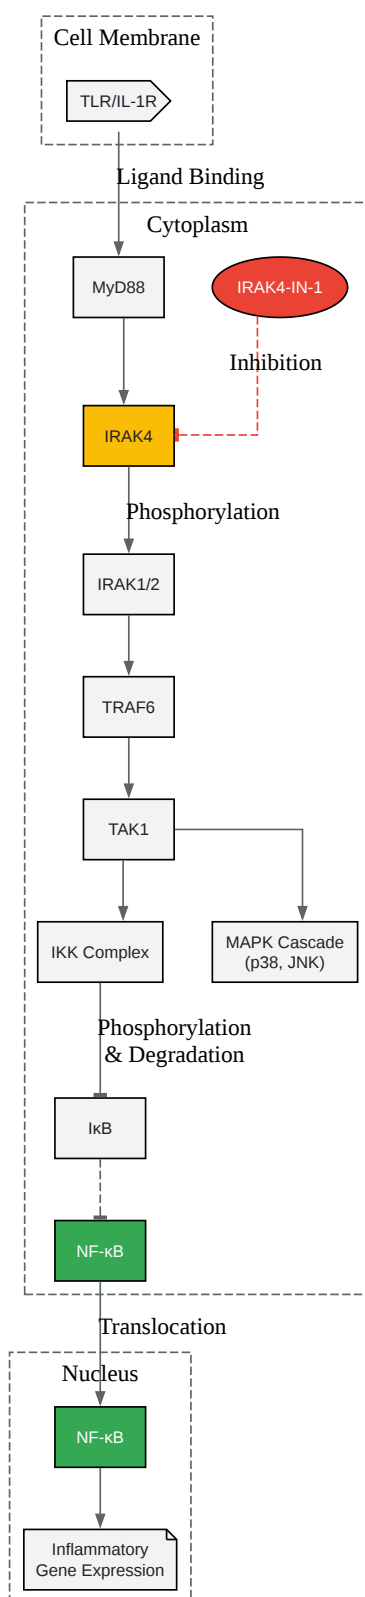 Cell Membrane
TLR/IL-1R
Ligand Binding
Cytoplasm
MyD88
IRAK4-IN-1
Inhibition
IRAK4
Phosphorylation
IRAK1/2
TRAF6
TAK1
IKK Complex
MAPK Cascade
(p38, JNK)
Phosphorylation
& Degradation
IκB
NF-κB
Translocation
Nucleus
NF-κB
Inflammatory
Gene Expression